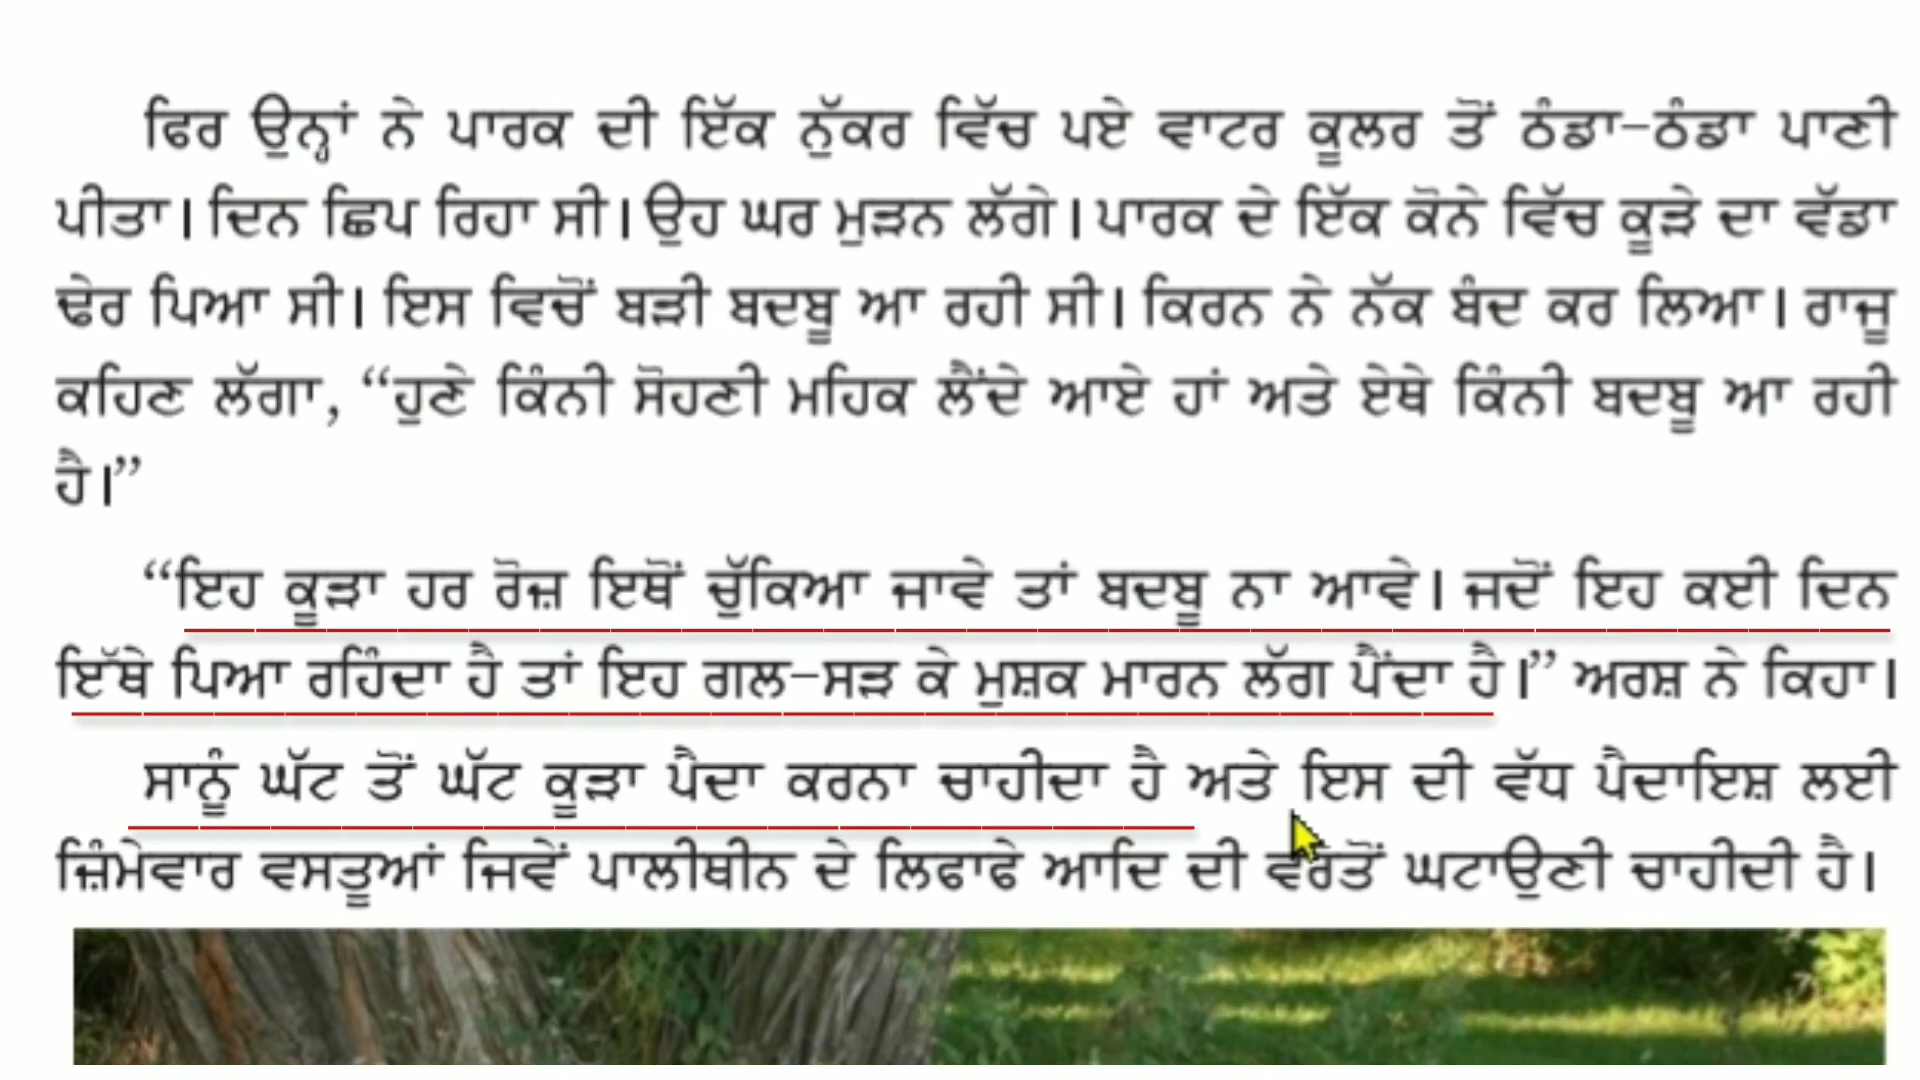 ਫਿਰ ਉਨ੍ਹਾਂ ਨੇ ਪਾਰਕ ਦੀ ਇੱਕ ਨੁੱਕਰ ਵਿੱਚ ਪਏ ਵਾਟਰ ਕੂਲਰ ਤੋਂ ਠੰਡਾ-ਠੰਡਾ ਪਾਣੀ
ਪੀਤਾ। ਦਿਨ ਛਿਪ ਰਿਹਾ ਸੀ। ਉਹ ਘਰ ਮੁੜਨ ਲੱਗੇ। ਪਾਰਕ ਦੇ ਇੱਕ ਕੋਨੇ ਵਿੱਚ ਕੂੜੇ ਦਾ ਵੱਡਾ
ਢੇਰ ਪਿਆ ਸੀ। ਇਸ ਵਿਚੋਂ ਬੜੀ ਬਦਬੂ ਆ ਰਹੀ ਸੀ। ਕਿਰਨ ਨੇ ਨੱਕ ਬੰਦ ਕਰ ਲਿਆ। ਰਾਜੂ
ਕਹਿਣ ਲੱਗਾ, “ਹੁਣੇ ਕਿੰਨੀ ਸੋਹਣੀ ਮਹਿਕ ਲੈਂਦੇ ਆਏ ਹਾਂ ਅਤੇ ਏਥੇ ਕਿੰਨੀ ਬਦਬੂ ਆ ਰਹੀ
ਹੈ।”
“ਇਹ ਕੂੜਾ ਹਰ ਰੋਜ਼ ਇਥੋਂ ਚੁੱਕਿਆ ਜਾਵੇ ਤਾਂ ਬਦਬੂ ਨਾ ਆਵੇ। ਜਦੋਂ ਇਹ ਕਈ ਦਿਨ
ਇੱਥੇ ਪਿਆ ਰਹਿੰਦਾ ਹੈ ਤਾਂ ਇਹ ਗਲ-ਸੜ ਕੇ ਮੁਸ਼ਕ ਮਾਰਨ ਲੱਗ ਪੈਂਦਾ ਹੈ।” ਅਰਸ਼ ਨੇ ਕਿਹਾ।
ਸਾਨੂੰ ਘੱਟ ਤੋਂ ਘੱਟ ਕੂੜਾ ਪੈਦਾ ਕਰਨਾ ਚਾਹੀਦਾ ਹੈ ਅਤੇ ਇਸ ਦੀ ਵੱਧ ਪੈਦਾਇਸ਼ ਲਈ
ਜ਼ਿੰਮੇਵਾਰ ਵਸਤੂਆਂ ਜਿਵੇਂ ਪਾਲੀਥੀਨ ਦੇ ਲਿਫਾਫੇ ਆਦਿ ਦੀ ਵਰਤੋਂ ਘਟਾਉਣੀ ਚਾਹੀਦੀ ਹੈ।